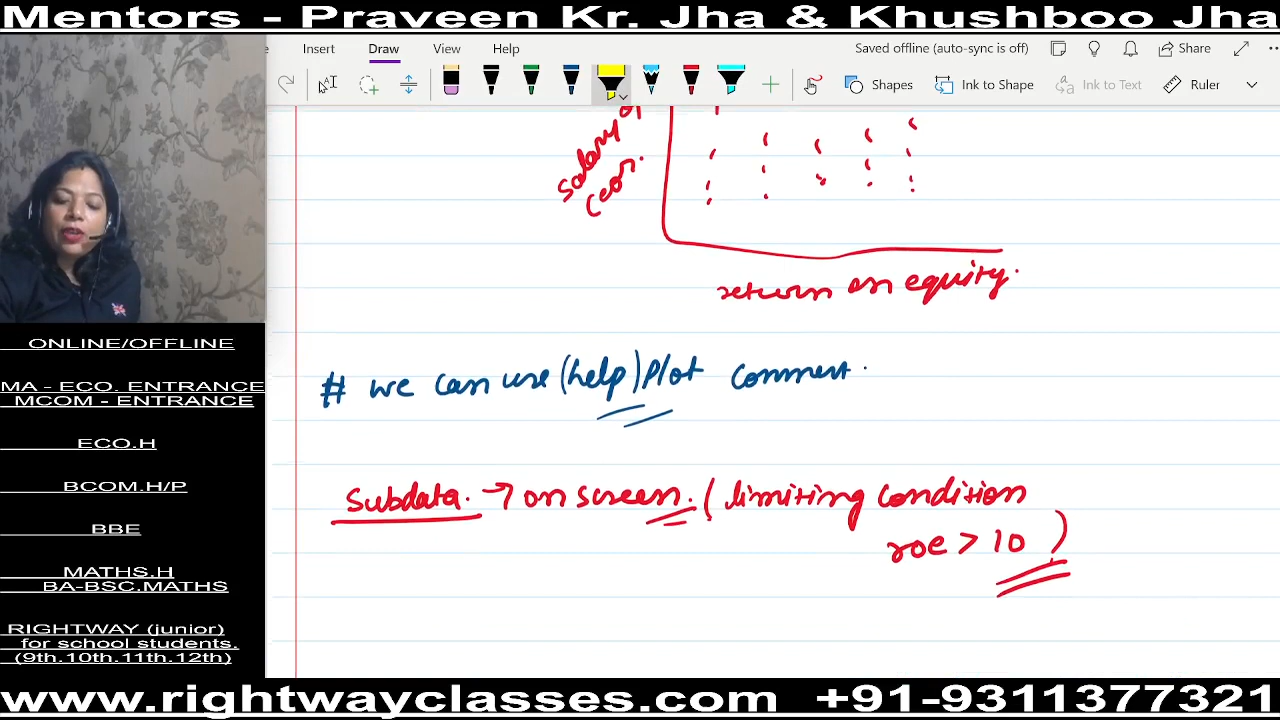 Mentors - Praveen Kr. Jha & Khushboo Jha
Insert Draw View Help Saved offline (auto-sync is off) Share
Shapes Ink to Shape Ink to Text Ruler
salary of
ceos.
return on equity.
# we can use (help) plot comment.
subdata. → on screen. ( limiting condition
roe > 10 )
ONLINE/OFFLINE
MA - ECO. ENTRANCE
MCOM - ENTRANCE
ECO.H
BCOM.H/P
BBE
MATHS.H
BA-BSC.MATHS
RIGHTWAY (junior)
for school students.
(9th.10th.11th.12th)
www.rightwayclasses.com +91-9311377321